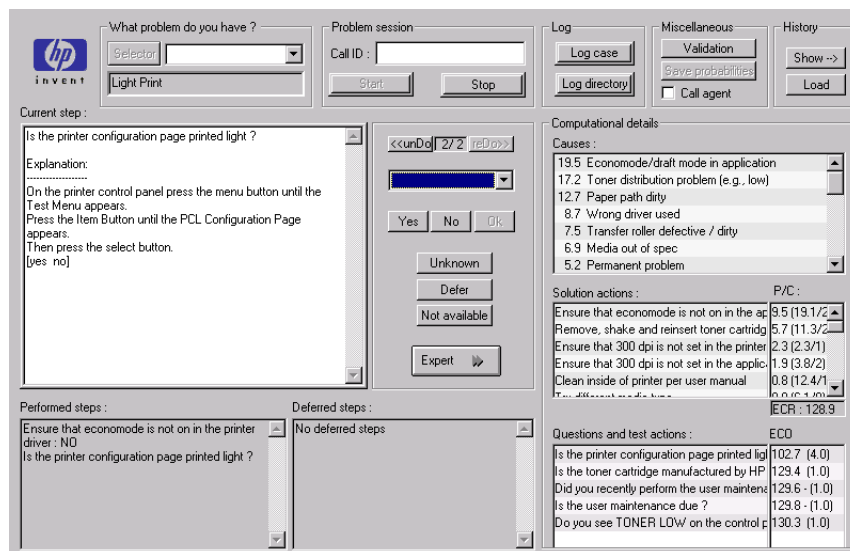 hp
invent
What problem do you have ?
Selector
Light Print
Problem session
Call ID :
Start
Stop
Log
Log case
Log directory
Miscellaneous
Validation
Save probabilities
Call agent
History
Show -->
Load
Current step :
Is the printer configuration page printed light ?
Explanation:
-------------------
On the printer control panel press the menu button until the
Test Menu appears.
Press the Item Button until the PCL Configuration Page
appears.
Then press the select button.
[yes no]
<<unDo
2/ 2
reDo>>
Yes
No
Ok
Unknown
Defer
Not available
Expert
Computational details
Causes :
19.5 Economode/draft mode in application
17.2 Toner distribution problem (e.g., low)
12.7 Paper path dirty
8.7 Wrong driver used
7.5 Transfer roller defective / dirty
6.9 Media out of spec
5.2 Permanent problem
Solution actions :
P/C :
Ensure that economode is not on in the ap 9.5 (19.1/2
Remove, shake and reinsert toner cartridg 5.7 (11.3/2
Ensure that 300 dpi is not set in the printer 2.3 (2.3/1)
Ensure that 300 dpi is not set in the applic 1.9 (3.8/2)
Clean inside of printer per user manual 0.8 (12.4/1
ECR : 128.9
Performed steps :
Ensure that economode is not on in the printer
driver : NO
Is the printer configuration page printed light ?
Deferred steps :
No deferred steps
Questions and test actions :
ECO
Is the printer configuration page printed ligl 102.7 (4.0)
Is the toner cartridge manufactured by HP 129.4 (1.0)
Did you recently perform the user maintena 129.6 - (1.0)
Is the user maintenance due ? 129.8 - (1.0)
Do you see TONER LOW on the control p 130.3 (1.0)